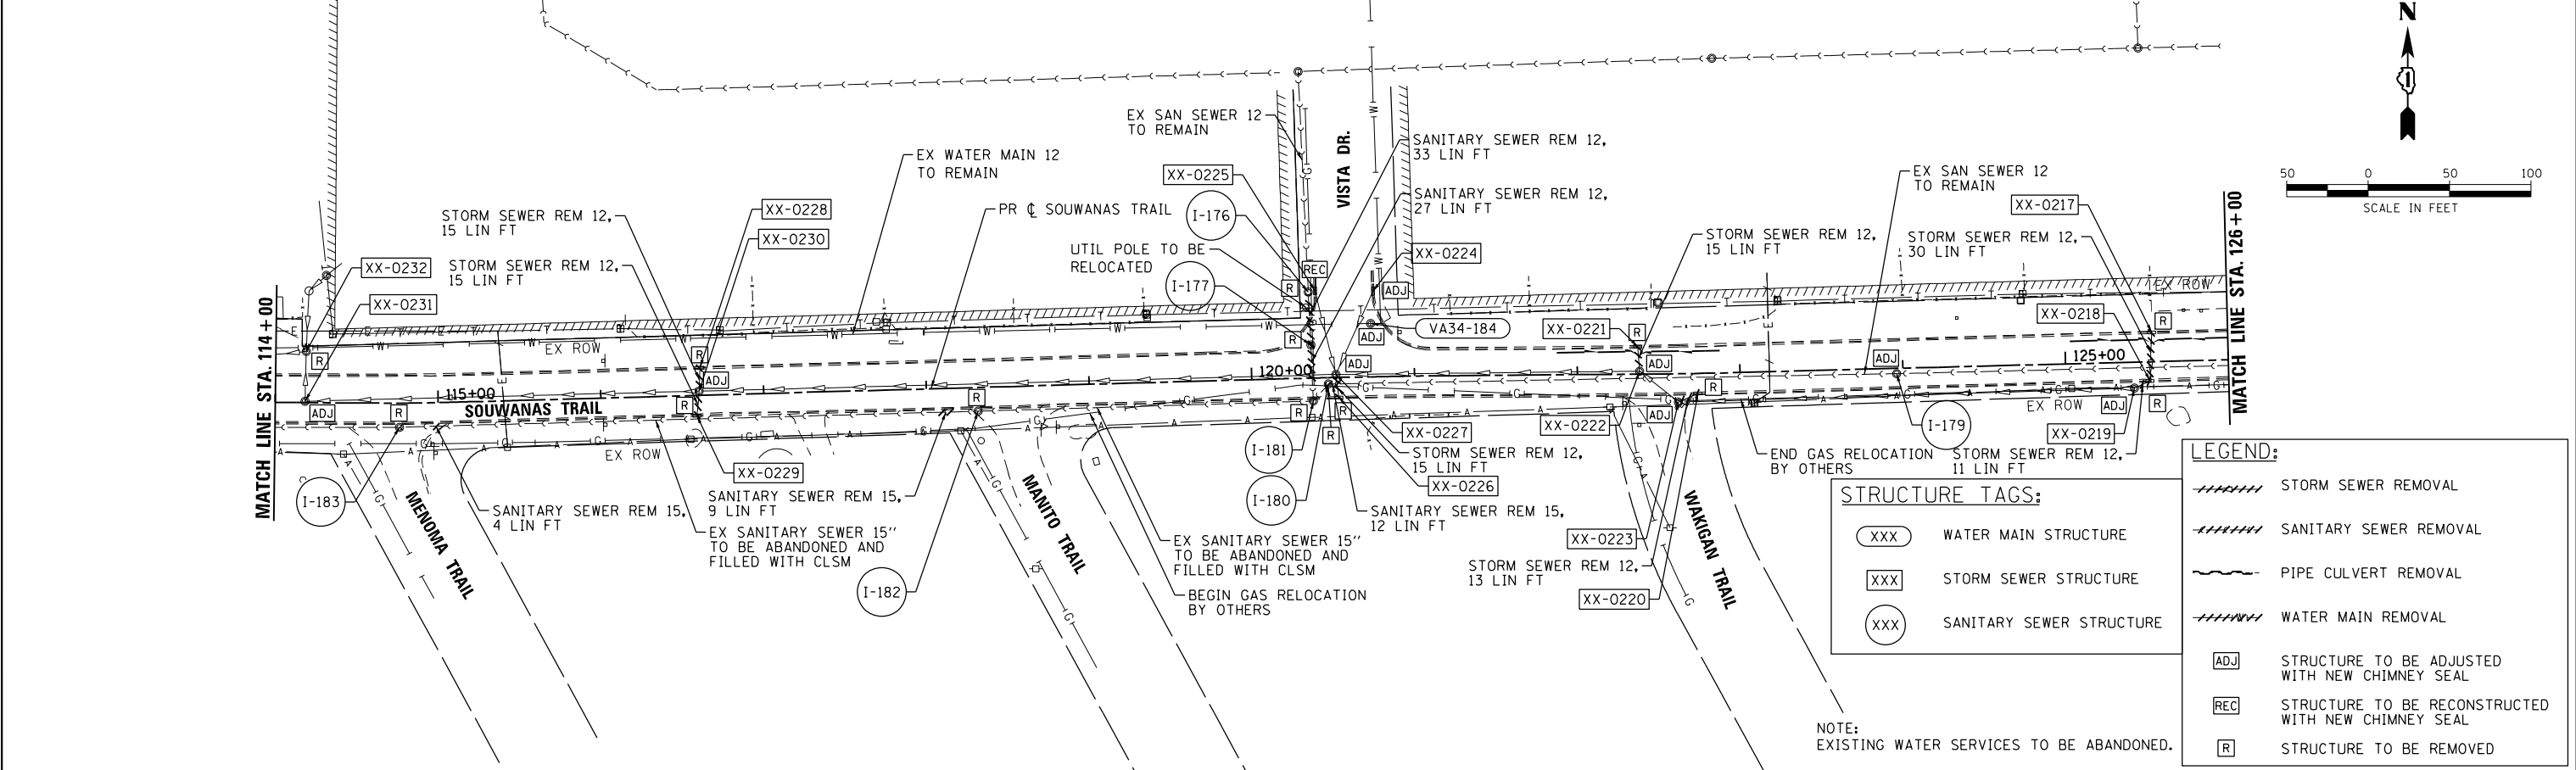 N
50 0 50 100
SCALE IN FEET
MATCH LINE STA. 114+00
MATCH LINE STA. 126+00
EX SAN SEWER 12
TO REMAIN
VISTA DR.
SANITARY SEWER REM 12,
33 LIN FT
EX WATER MAIN 12
TO REMAIN
XX-0225
EX SAN SEWER 12
TO REMAIN
SANITARY SEWER REM 12,
27 LIN FT
XX-0217
STORM SEWER REM 12,
15 LIN FT
XX-0228
PR ℄ SOUWANAS TRAIL
I-176
XX-0230
UTIL POLE TO BE
RELOCATED
XX-0224
STORM SEWER REM 12,
15 LIN FT
STORM SEWER REM 12,
30 LIN FT
XX-0232
STORM SEWER REM 12,
15 LIN FT
REC
I-177
R
ADJ
EX ROW
XX-0231
VA34-184
XX-0221
XX-0218
R
R
E
EX ROW
R
R
ADJ
R
ADJ
ADJ
ADJ
ADJ
120+00
125+00
115+00
ADJ
SOUWANAS TRAIL
ADJ
R
R
R
R
R
R
ADJ
R
EX ROW
ADJ
R
EX ROW
XX-0229
I-183
MENOMA TRAIL
SANITARY SEWER REM 15,
4 LIN FT
SANITARY SEWER REM 15,
9 LIN FT
EX SANITARY SEWER 15"
TO BE ABANDONED AND
FILLED WITH CLSM
I-182
MANITO TRAIL
EX SANITARY SEWER 15"
TO BE ABANDONED AND
FILLED WITH CLSM
BEGIN GAS RELOCATION
BY OTHERS
I-181
I-180
XX-0227
STORM SEWER REM 12,
15 LIN FT
XX-0226
SANITARY SEWER REM 15,
12 LIN FT
XX-0222
XX-0223
STORM SEWER REM 12,
13 LIN FT
XX-0220
WAKIGAN TRAIL
END GAS RELOCATION
BY OTHERS
I-179
XX-0219
STORM SEWER REM 12,
11 LIN FT
STRUCTURE TAGS:
XXX WATER MAIN STRUCTURE
XXX STORM SEWER STRUCTURE
XXX SANITARY SEWER STRUCTURE
LEGEND:
STORM SEWER REMOVAL
SANITARY SEWER REMOVAL
PIPE CULVERT REMOVAL
WATER MAIN REMOVAL
ADJ STRUCTURE TO BE ADJUSTED
WITH NEW CHIMNEY SEAL
REC STRUCTURE TO BE RECONSTRUCTED
WITH NEW CHIMNEY SEAL
R STRUCTURE TO BE REMOVED
NOTE:
EXISTING WATER SERVICES TO BE ABANDONED.